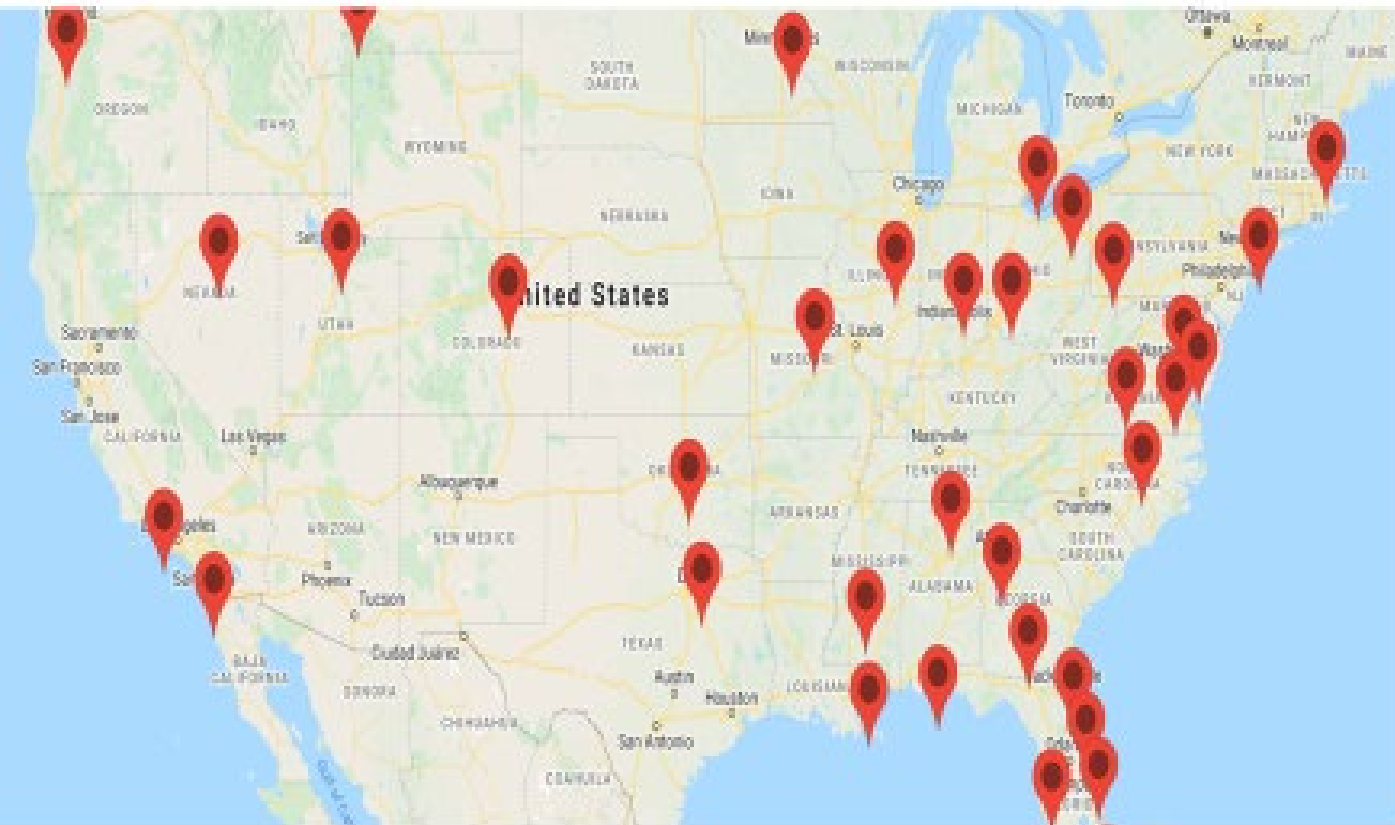 Ottawa
Montreal
MAINE
SOUTH
DAKOTA
WISCONSIN
VERMONT
OREGON
MICHIGAN
Toronto
IDAHO
NEW
WYOMING
NEW YORK
Chicago
IOWA
NEBRASKA
Philadelphia
NJ
NEVADA
United States
UTAH
Sacramento
St. Louis
COLORADO
KANSAS
MISSOURI
WEST
VIRGINIA
San Francisco
KENTUCKY
San Jose
CALIFORNIA
Las Vegas
Nashville
TENNESSEE
Albuquerque
CAROLINA
Charlotte
ARKANSAS
ARIZONA
NEW MEXICO
SOUTH
CAROLINA
MISSISSIPPI
Phoenix
ALABAMA
Tucson
GEORGIA
TEXAS
Ciudad Juárez
BAJA
CALIFORNIA
Austin
SONORA
Houston
LOUISIANA
CHIHUAHUA
San Antonio
COAHUILA